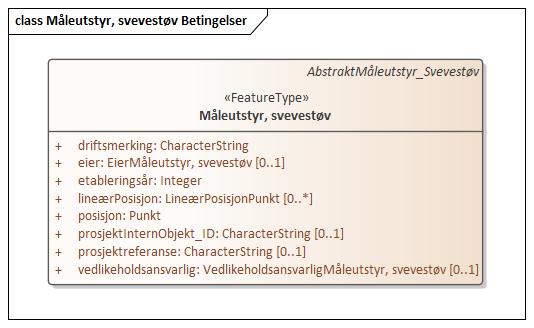 class Måleutstyr, svevestøv Betingelser
AbstraktMåleutstyr_Svevestøv
«FeatureType»
Måleutstyr, svevestøv
+ driftsmerking: CharacterString
+ eier: EierMåleutstyr, svevestøv [0..1]
+ etableringsår: Integer
+ lineærPosisjon: LineærPosisjonPunkt [0..*]
+ posisjon: Punkt
+ prosjektInternObjekt_ID: CharacterString [0..1]
+ prosjektreferanse: CharacterString [0..1]
+ vedlikeholdsansvarlig: VedlikeholdsansvarligMåleutstyr, svevestøv [0..1]